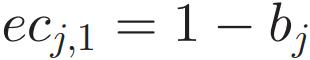 ec_{j,1} = 1 − b_j